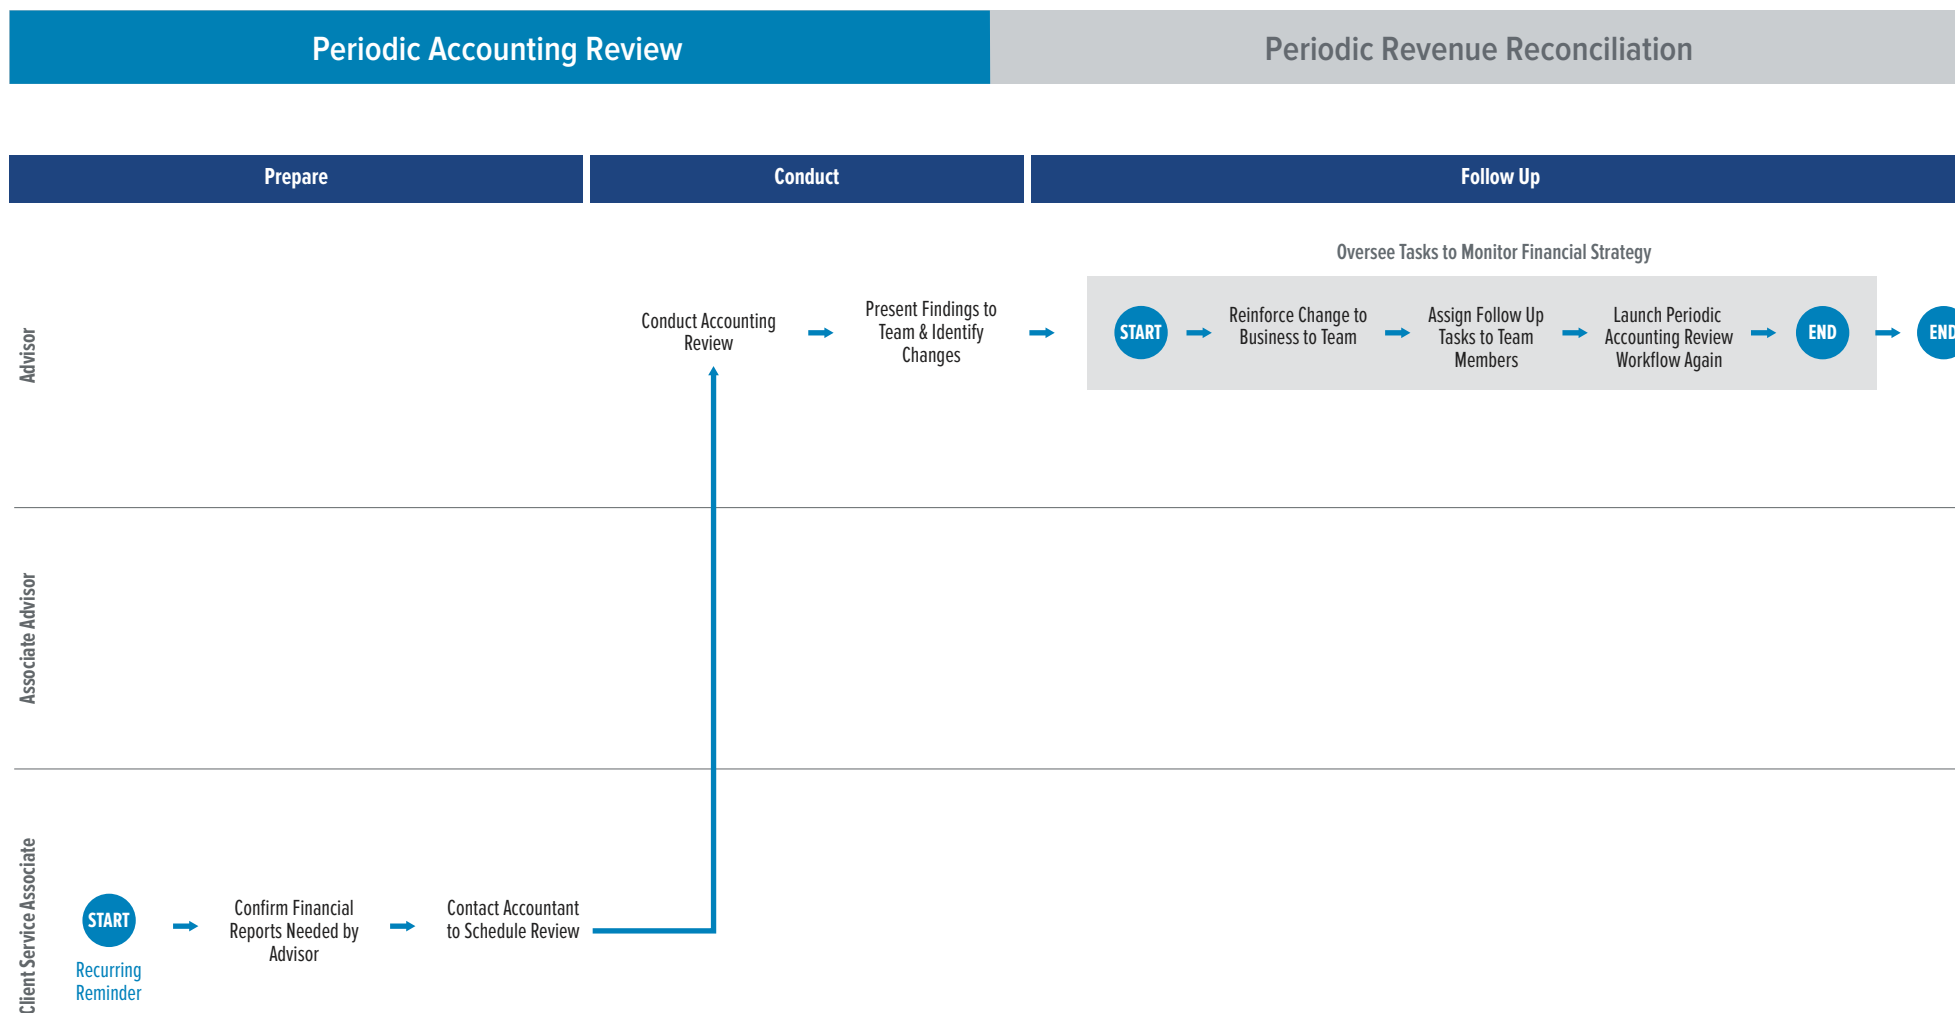 Periodic Accounting Review
Periodic Revenue Reconciliation
Prepare
Conduct
Follow Up
Oversee Tasks to Monitor Financial Strategy
Advisor
Conduct Accounting
Review
Present Findings to
Team & Identify
Changes
START
Reinforce Change to
Business to Team
Assign Follow Up
Tasks to Team
Members
Launch Periodic
Accounting Review
Workflow Again
END
END
Associate Advisor
Client Service Associate
START
Recurring
Reminder
Confirm Financial
Reports Needed by
Advisor
Contact Accountant
to Schedule Review